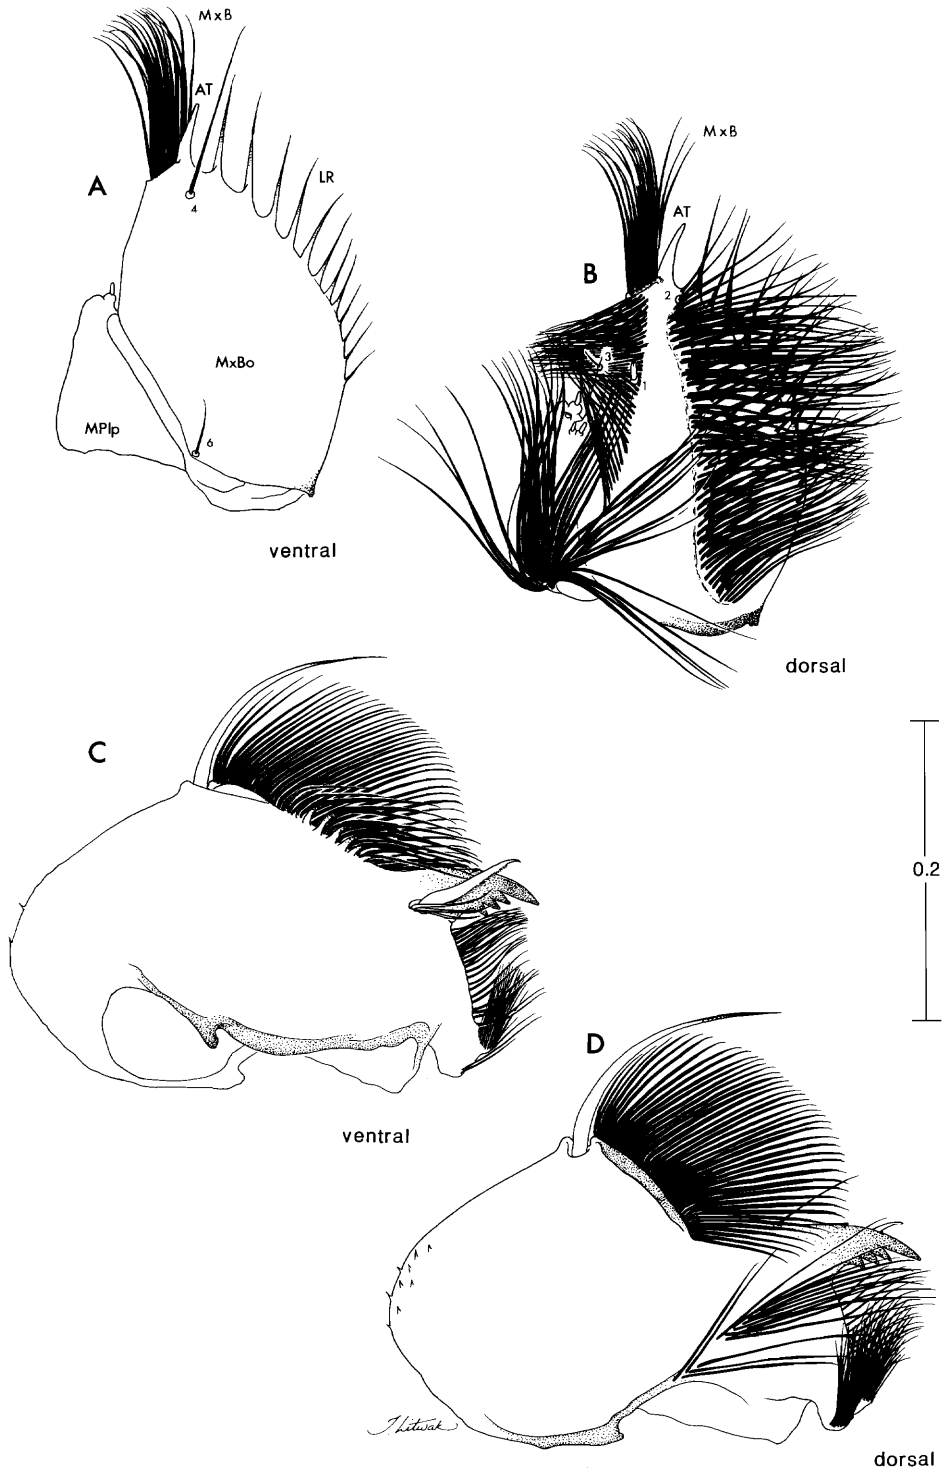 MxB
AT
LR
A
4
MxBo
MPlp
6
ventral
MxB
AT
B
2
3
1
dorsal
C
0.2
D
ventral
J. Litwak
dorsal